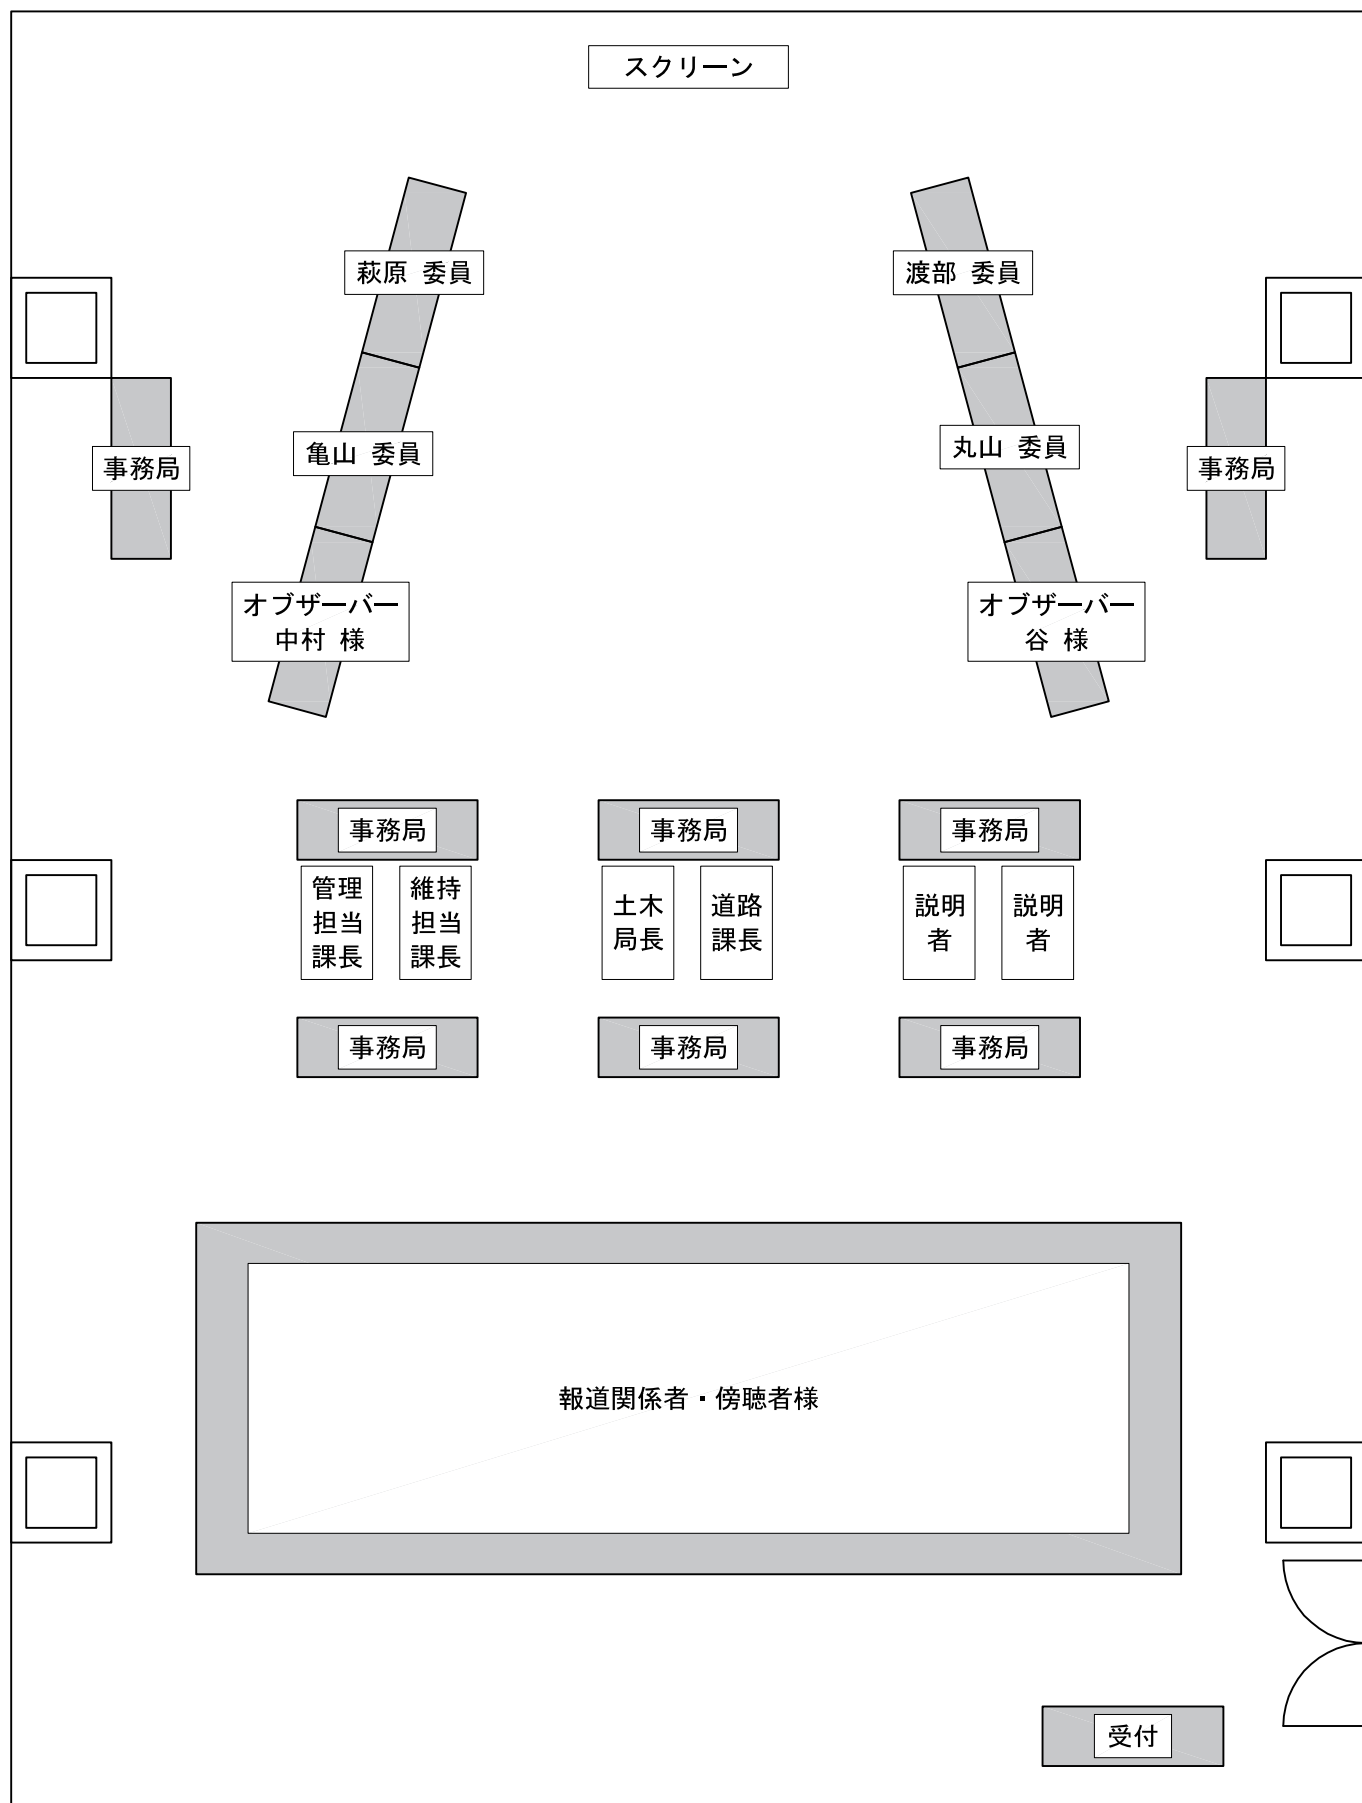 スクリーン
萩原 委員
渡部 委員
亀山 委員
丸山 委員
事務局
事務局
オブザーバー
中村 様
オブザーバー
谷 様
事務局
事務局
事務局
管理
担当
課長
維持
担当
課長
土木
局長
道路
課長
説明
者
説明
者
事務局
事務局
事務局
報道関係者・傍聴者様
受付